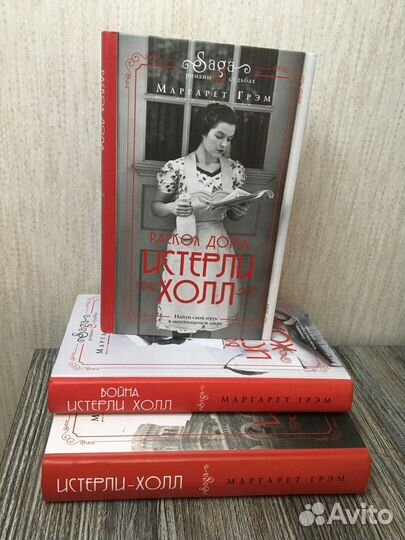 Saga
романы о судьбах
МАРГАРЕТ ГРЭМ
РАСКОЛ ДОМА
ИСТЕРЛИ
ХОЛЛ
Найти свой путь
в меняющемся мире
Saga
ВОЙНА
ИСТЕРЛИ ХОЛЛ
МАРГАРЕТ ГРЭМ
ИСТЕРЛИ-ХОЛЛ
Saga
МАРГАРЕТ ГРЭМ
Avito